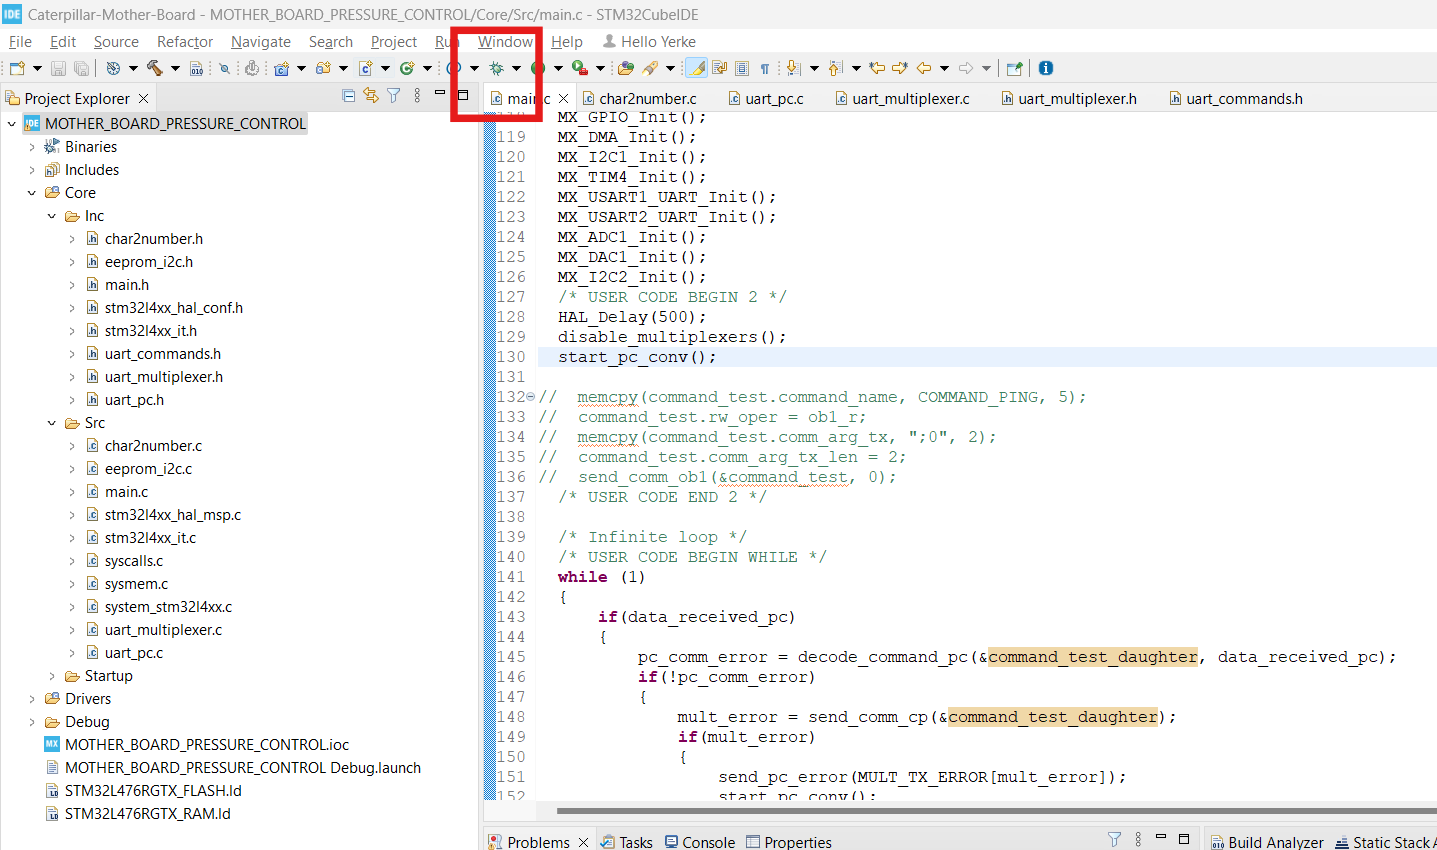 IDE Caterpillar-Mother-Board - MOTHER_BOARD_PRESSURE_CONTROL/Core/Src/main.c - STM32CubeIDE
File Edit Source Refactor Navigate Search Project Run Window Help Hello Yerke
Project Explorer
MOTHER_BOARD_PRESSURE_CONTROL
Binaries
Includes
Core
Inc
char2number.h
eeprom_i2c.h
main.h
stm32l4xx_hal_conf.h
stm32l4xx_it.h
uart_commands.h
uart_multiplexer.h
uart_pc.h
Src
char2number.c
eeprom_i2c.c
main.c
stm32l4xx_hal_msp.c
stm32l4xx_it.c
syscalls.c
sysmem.c
system_stm32l4xx.c
uart_multiplexer.c
uart_pc.c
Startup
Drivers
Debug
MX MOTHER_BOARD_PRESSURE_CONTROL.ioc
MOTHER_BOARD_PRESSURE_CONTROL Debug.launch
STM32L476RGTX_FLASH.ld
STM32L476RGTX_RAM.ld
main.c char2number.c uart_pc.c uart_multiplexer.c uart_multiplexer.h uart_commands.h
118 MX_GPIO_Init();
119 MX_DMA_Init();
120 MX_I2C1_Init();
121 MX_TIM4_Init();
122 MX_USART1_UART_Init();
123 MX_USART2_UART_Init();
124 MX_ADC1_Init();
125 MX_DAC1_Init();
126 MX_I2C2_Init();
127 /* USER CODE BEGIN 2 */
128 HAL_Delay(500);
129 disable_multiplexers();
130 start_pc_conv();
131
132 // memcpy(command_test.command_name, COMMAND_PING, 5);
133 // command_test.rw_oper = ob1_r;
134 // memcpy(command_test.comm_arg_tx, ";0", 2);
135 // command_test.comm_arg_tx_len = 2;
136 // send_comm_ob1(&command_test, 0);
137 /* USER CODE END 2 */
138
139 /* Infinite loop */
140 /* USER CODE BEGIN WHILE */
141 while (1)
142 {
143 if(data_received_pc)
144 {
145 pc_comm_error = decode_command_pc(&command_test_daughter, data_received_pc);
146 if(!pc_comm_error)
147 {
148 mult_error = send_comm_cp(&command_test_daughter);
149 if(mult_error)
150 {
151 send_pc_error(MULT_TX_ERROR[mult_error]);
152 start_pc_conv();
Problems Tasks Console Properties
Build Analyzer Static Stack A